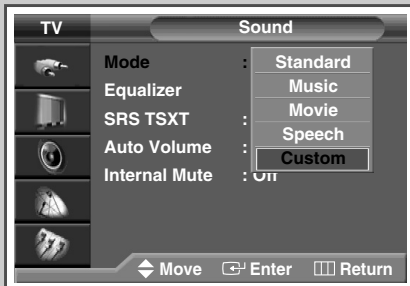 TV Sound
Mode : Standard
Equalizer Music
Movie
SRS TSXT :
Speech
Auto Volume :
Custom
Internal Mute : Off
Move Enter Return